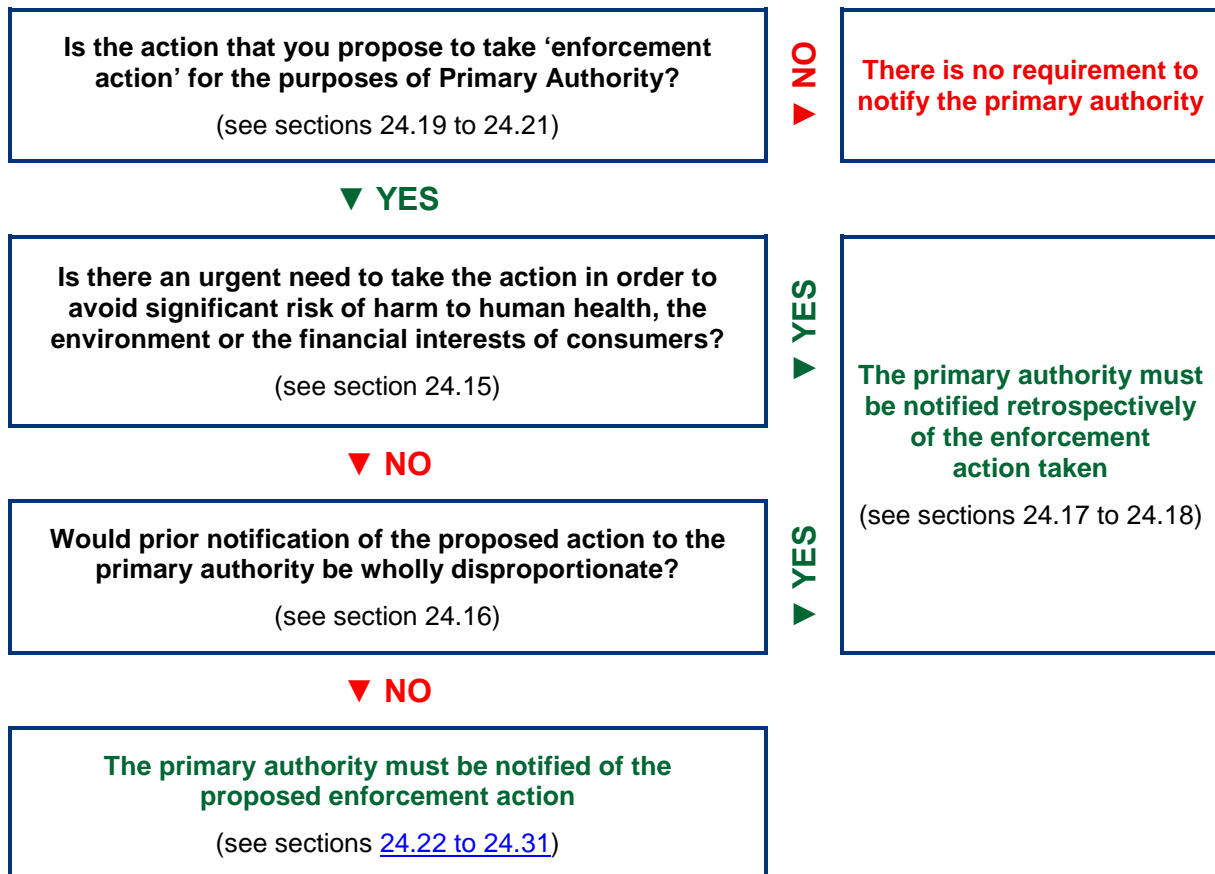 Is the action that you propose to take ‘enforcement
action’ for the purposes of Primary Authority?
(see sections 24.19 to 24.21)
▼ NO
There is no requirement to
notify the primary authority
▼ YES
Is there an urgent need to take the action in order to
avoid significant risk of harm to human health, the
environment or the financial interests of consumers?
(see section 24.15)
▼ YES
The primary authority must
be notified retrospectively
of the enforcement
action taken
(see sections 24.17 to 24.18)
▼ NO
Would prior notification of the proposed action to the
primary authority be wholly disproportionate?
(see section 24.16)
▼ YES
▼ NO
The primary authority must be notified of the
proposed enforcement action
(see sections 24.22 to 24.31)